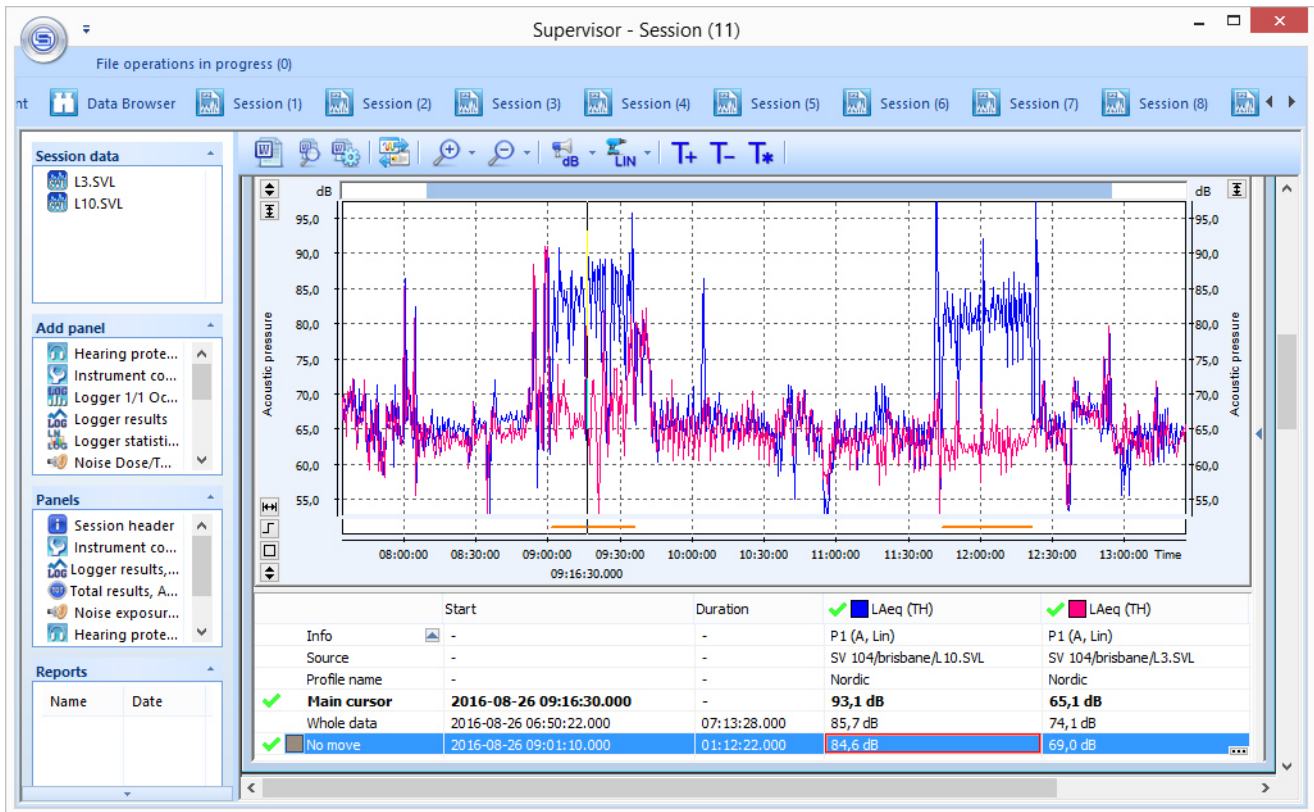 Supervisor - Session (11)
File operations in progress (0)
nt Data Browser Session (1) Session (2) Session (3) Session (4) Session (5) Session (6) Session (7) Session (8)
Session data
L3.SVL
L10.SVL
Add panel
Hearing prote...
Instrument co...
Logger 1/1 Oc...
Logger results
Logger statisti...
Noise Dose/T...
Panels
Session header
Instrument co...
Logger results,...
Total results, A...
Noise exposur...
Hearing prote...
Reports
Name Date
dB LIN T+ T- T*
dB dB
95,0 95,0
90,0 90,0
85,0 85,0
80,0 80,0
75,0 75,0
70,0 70,0
65,0 65,0
60,0 60,0
55,0 55,0
Acoustic pressure
Acoustic pressure
08:00:00 08:30:00 09:00:00 09:30:00 10:00:00 10:30:00 11:00:00 11:30:00 12:00:00 12:30:00 13:00:00 Time
09:16:30.000
Start Duration LAeq (TH) LAeq (TH)
Info - - P1 (A, Lin) P1 (A, Lin)
Source - - SV 104/brisbane/L10.SVL SV 104/brisbane/L3.SVL
Profile name - - Nordic Nordic
Main cursor 2016-08-26 09:16:30.000 - 93,1 dB 65,1 dB
Whole data 2016-08-26 06:50:22.000 07:13:28.000 85,7 dB 74,1 dB
No move 2016-08-26 09:01:10.000 01:12:22.000 84,6 dB 69,0 dB